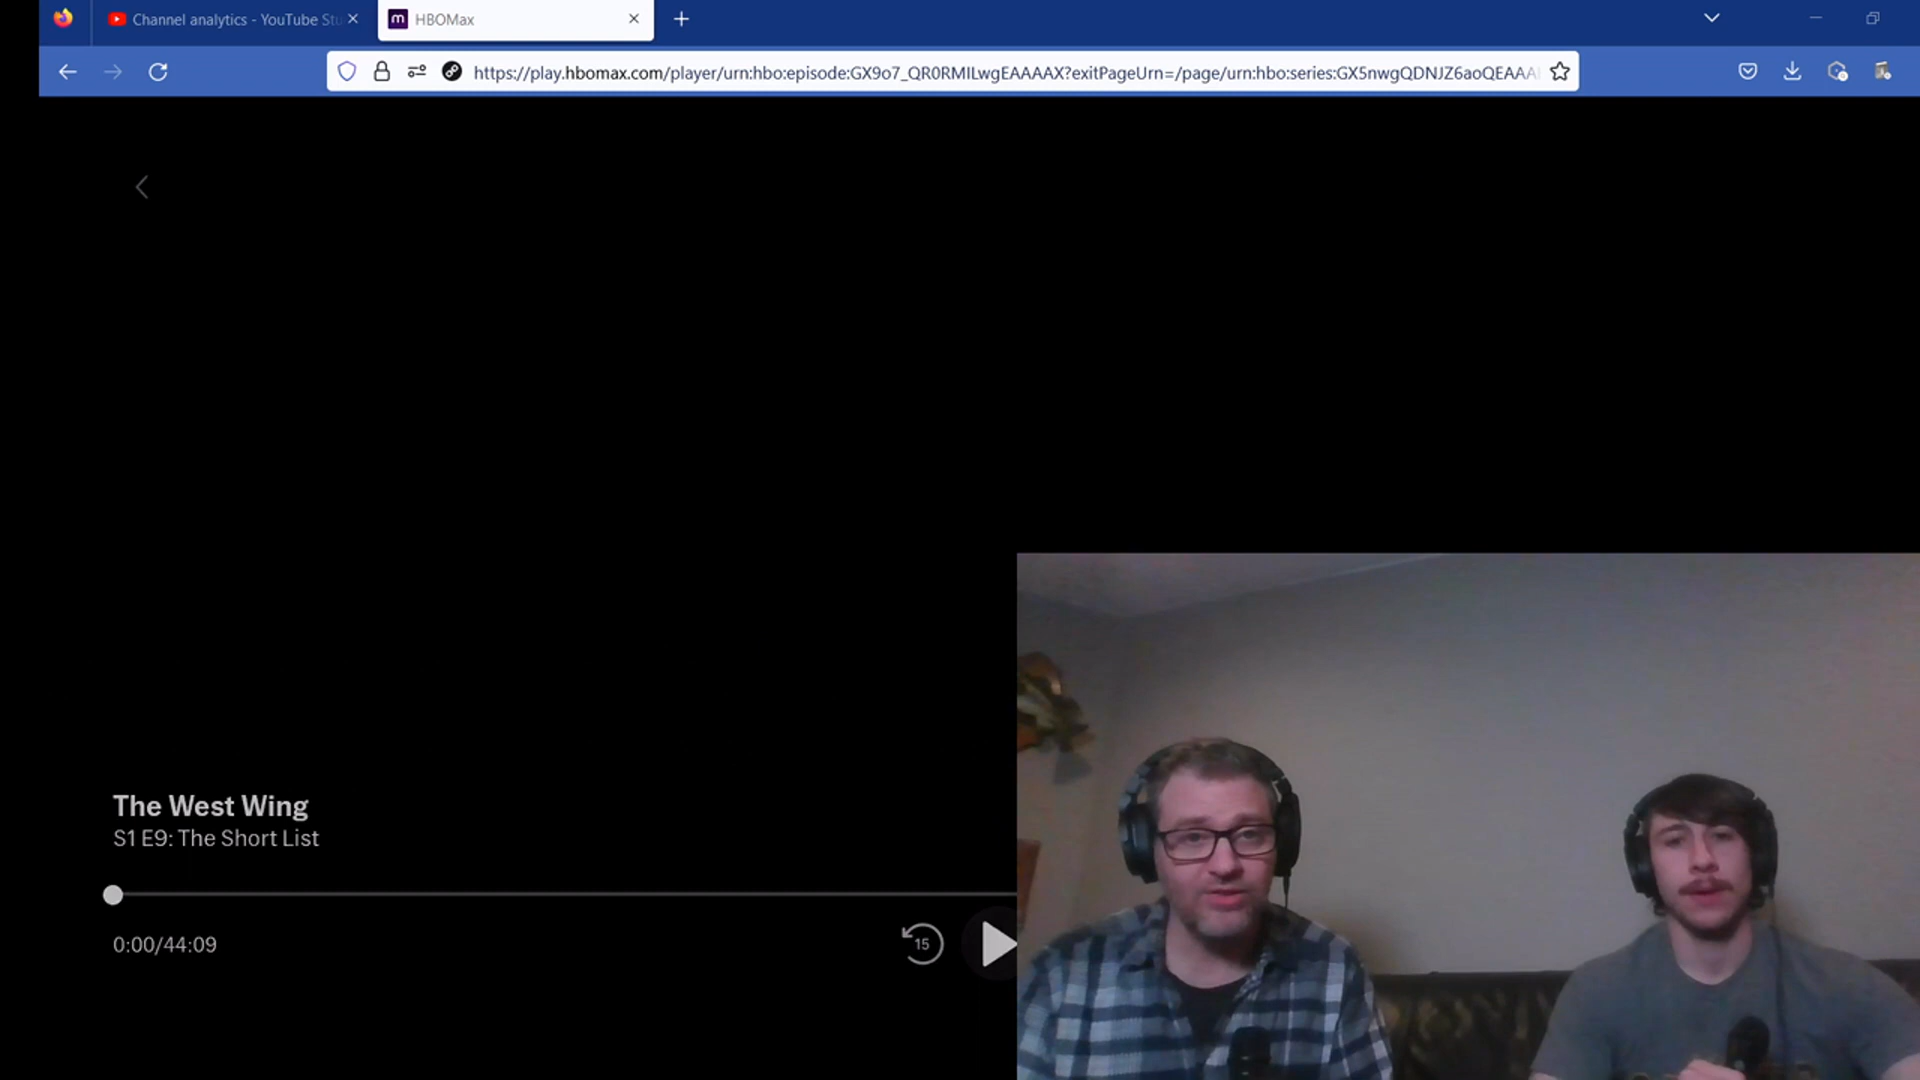 Channel analytics - YouTube Stu
HBOMax
https://play.hbomax.com/player/urn:hbo:episode:GX9o7_QR0RMILwgEAAAAX?exitPageUrn=/page/urn:hbo:series:GX5nwgQDNJZ6aoQEAAA
The West Wing
S1 E9: The Short List
0:00/44:09
15